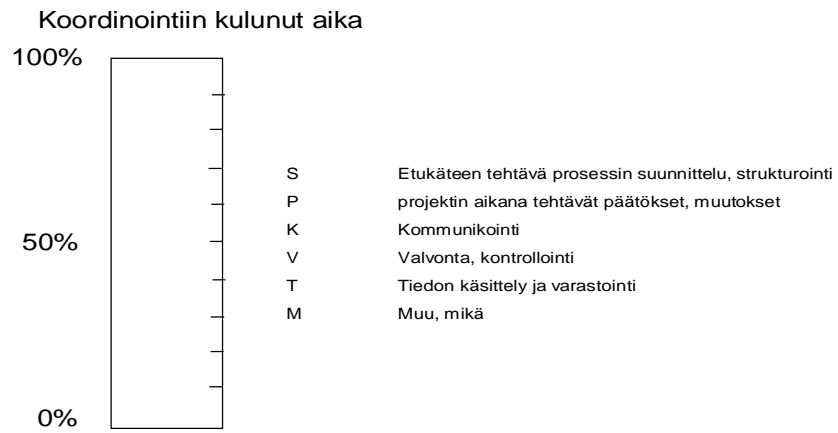 Koordinointiin kulunut aika
100%
S Etukäteen tehtävä prosessin suunnittelu, strukturointi
P projektin aikana tehtävät päätökset, muutokset
K Kommunikointi
50%
V Valvonta, kontrollointi
T Tiedon käsittely ja varastointi
M Muu, mikä
0%